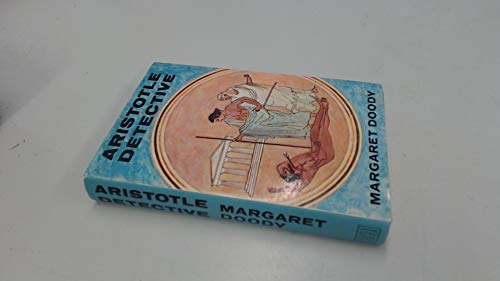 ARISTOTLE
DETECTIVE
MARGARET DOODY
ARISTOTLE MARGARET
DETECTIVE DOODY